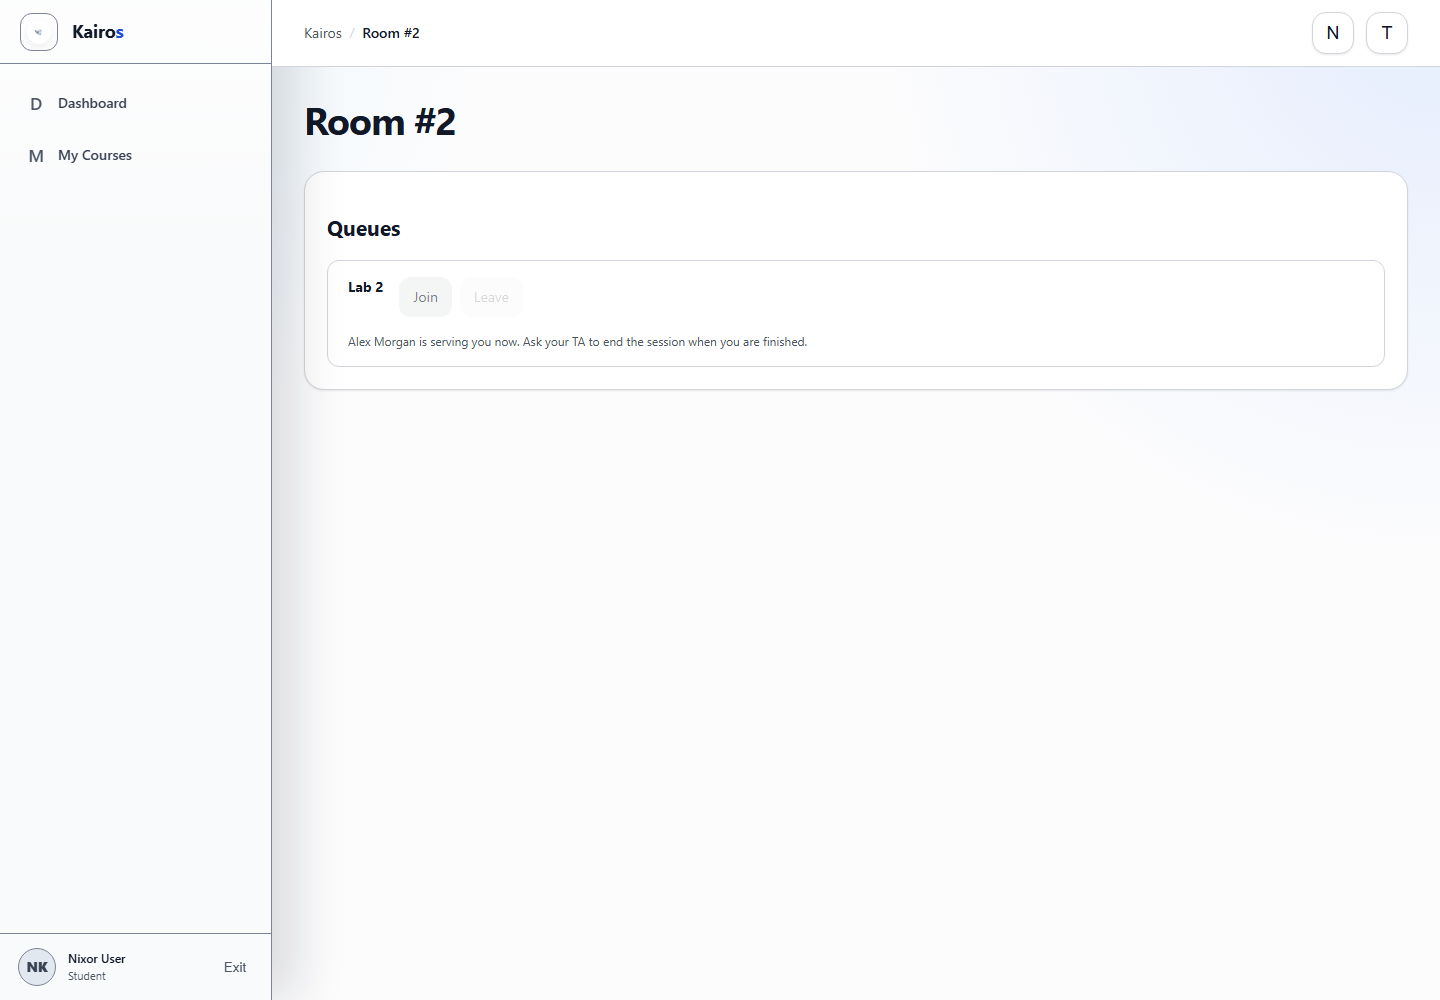 Kairos
Kairos / Room #2
N
T
D Dashboard
M My Courses
Room #2
Queues
Lab 2
Join
Leave
Alex Morgan is serving you now. Ask your TA to end the session when you are finished.
NK
Nixor User
Student
Exit